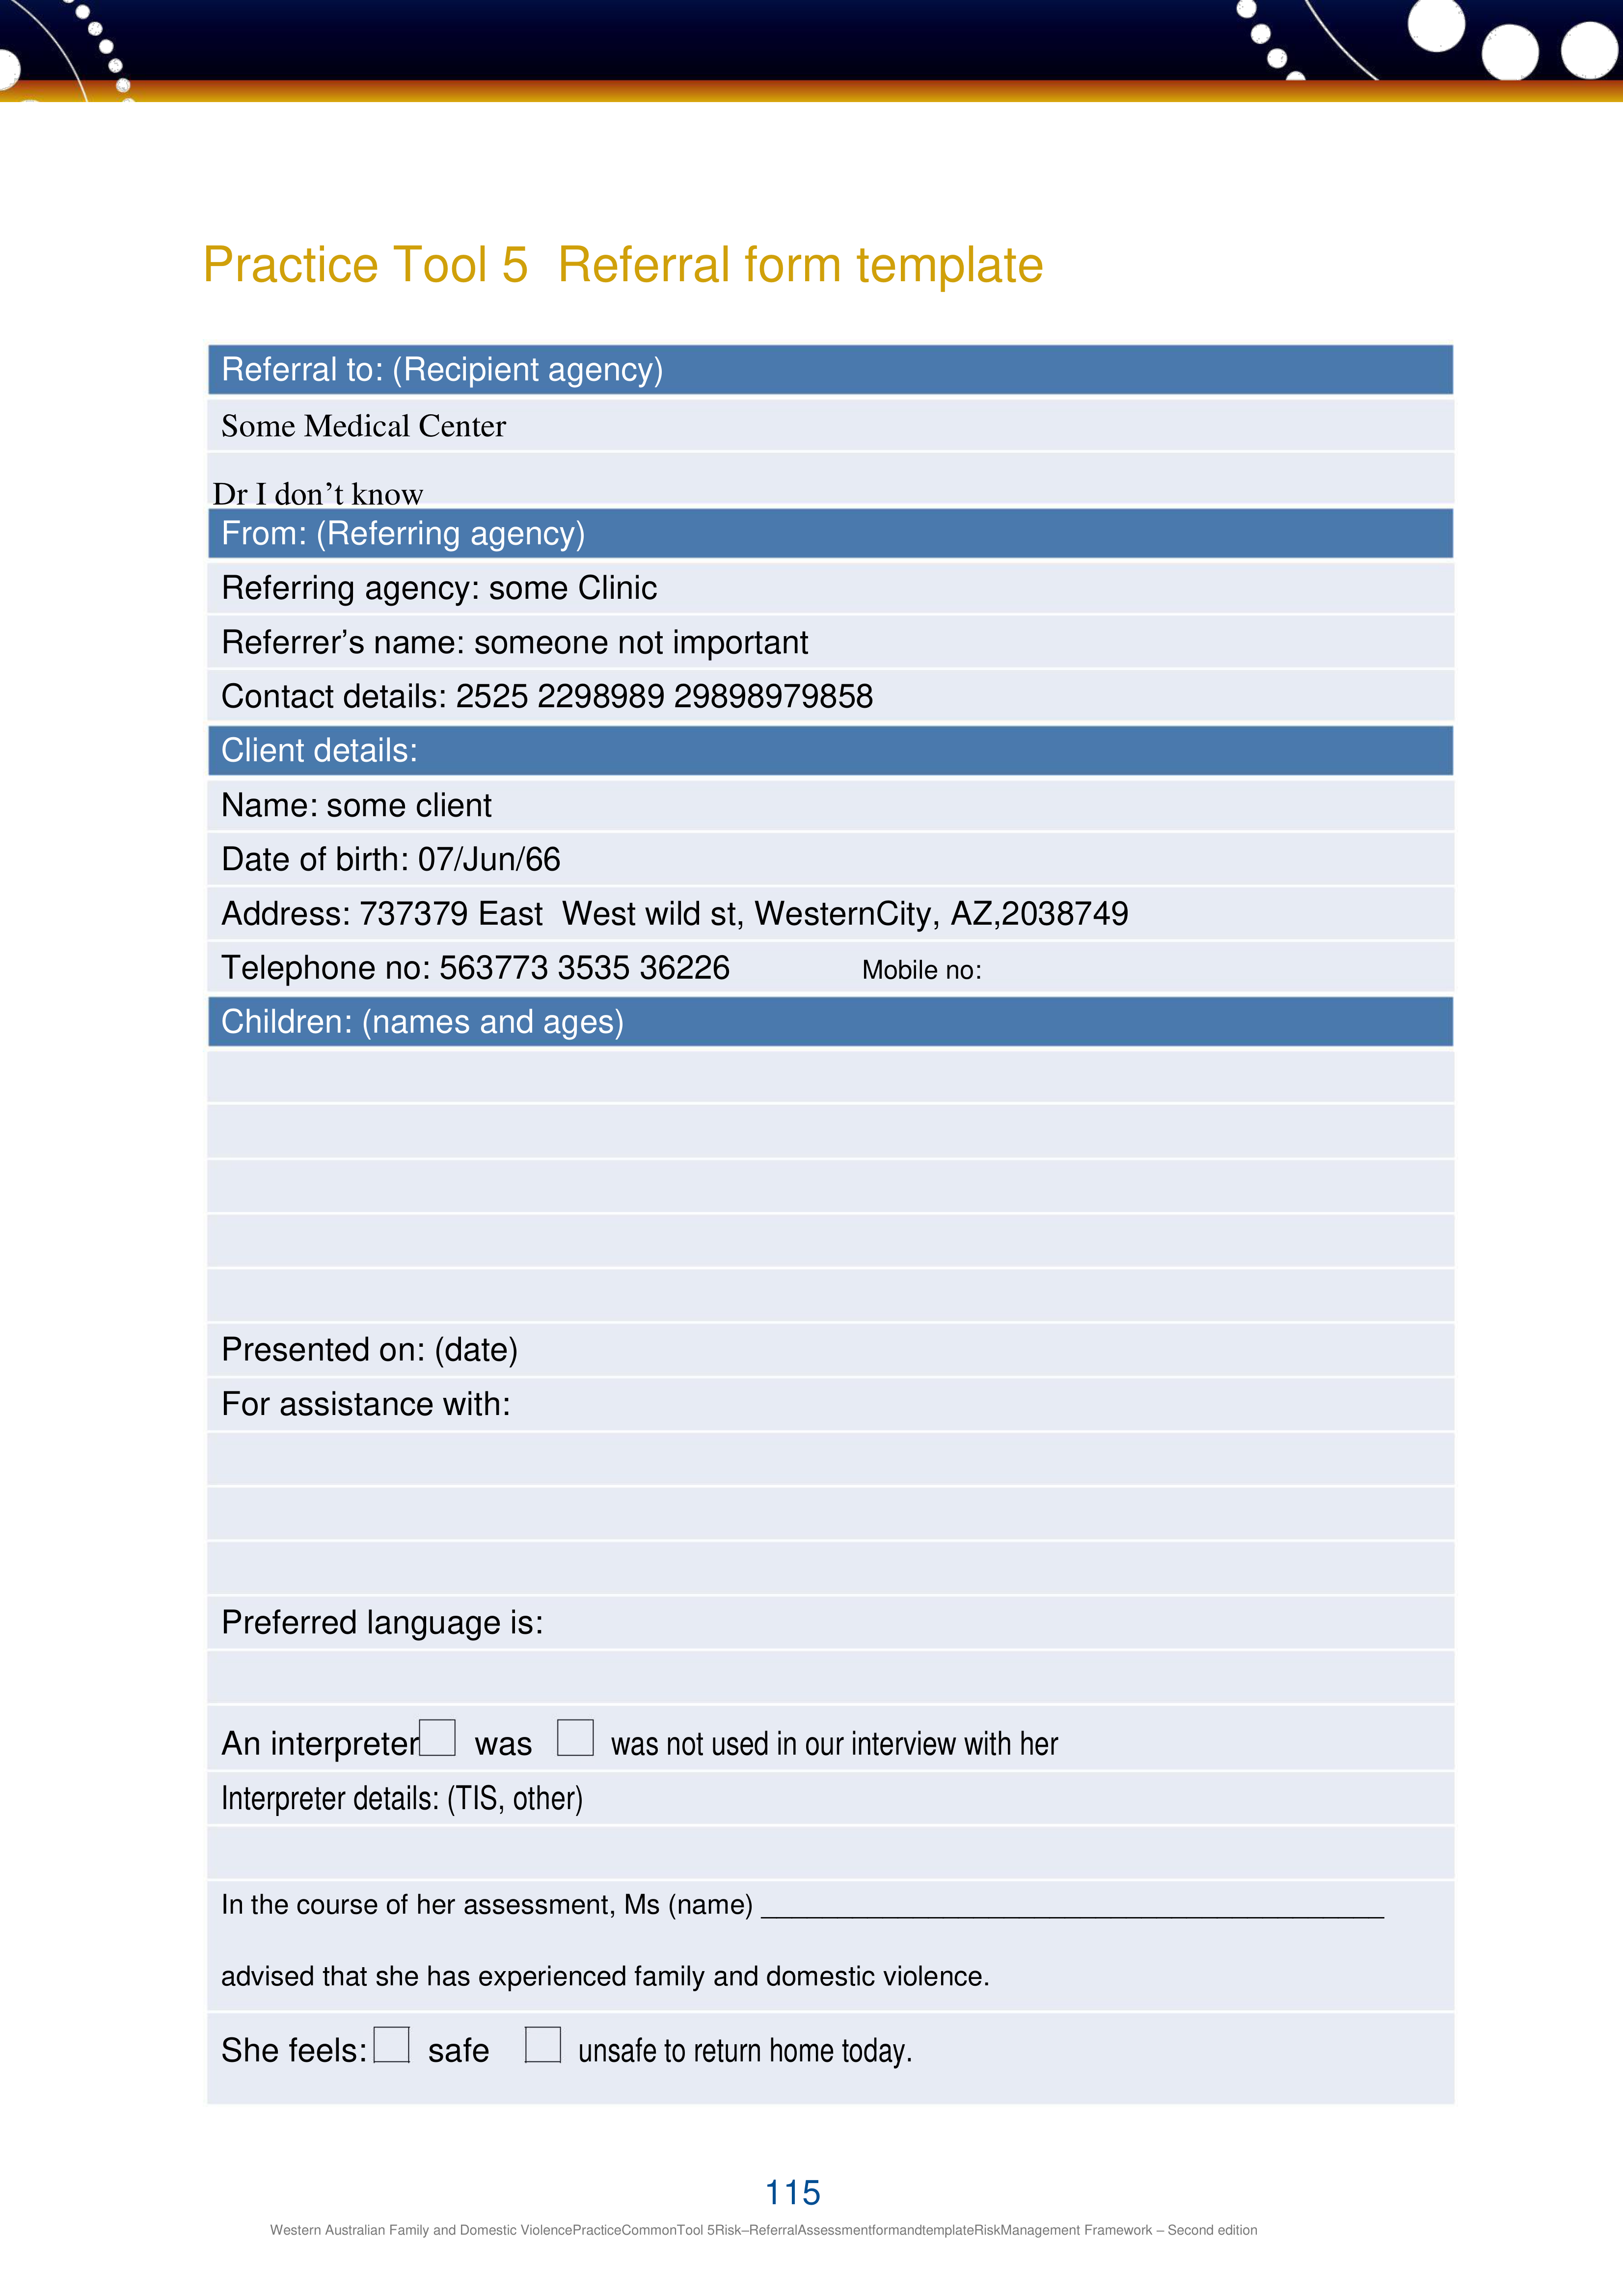 Practice Tool 5  Referral form template
Referral to: (Recipient agency)
Some Medical Center
Dr I don’t know
From: (Referring agency)
Referring agency: some Clinic
Referrer’s name: someone not important
Contact details: 2525 2298989 29898979858
Client details:
Name: some client
Date of birth: 07/Jun/66
Address: 737379 East  West wild st, WesternCity, AZ,2038749
Telephone no: 563773 3535 36226 Mobile no:
Children: (names and ages)
Presented on: (date)
For assistance with:
Preferred language is:
An interpreter was was not used in our interview with her
Interpreter details: (TIS, other)
In the course of her assessment, Ms (name) ________________________________________
advised that she has experienced family and domestic violence.
She feels: safe unsafe to return home today.
115
Western Australian Family and Domestic ViolencePracticeCommonTool 5Risk–ReferralAssessmentformandtemplateRiskManagement Framework – Second edition